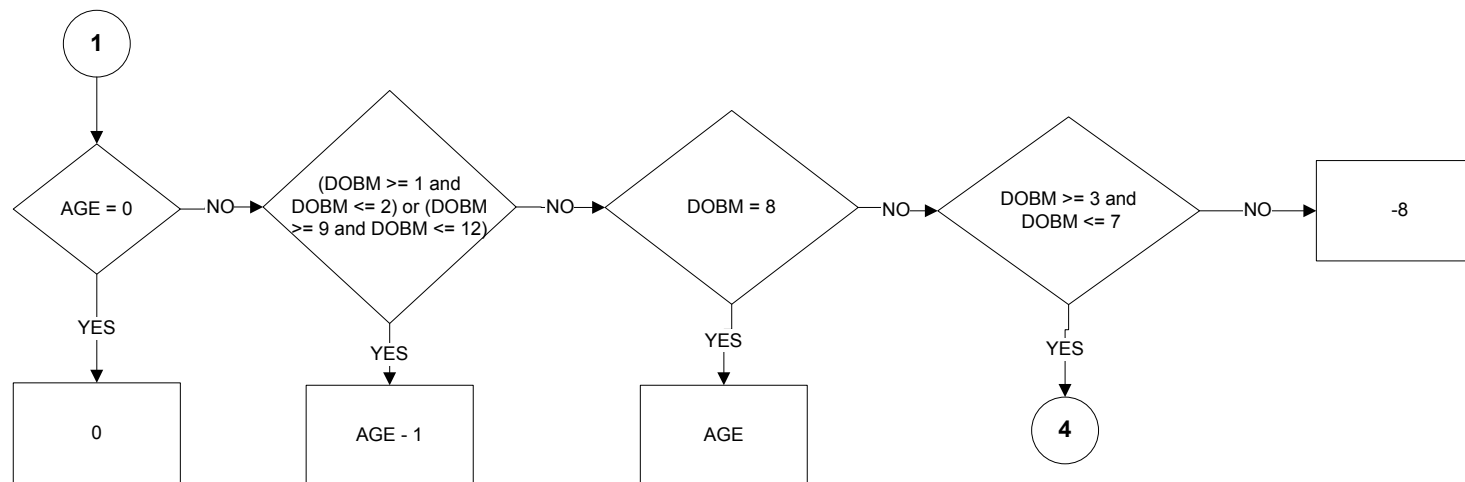 1
AGE = 0
NO
(DOBM >= 1 and
DOBM <= 2) or (DOBM
>= 9 and DOBM <= 12)
NO
DOBM = 8
NO
DOBM >= 3 and
DOBM <= 7
NO
-8
YES
YES
YES
YES
0
AGE - 1
AGE
4